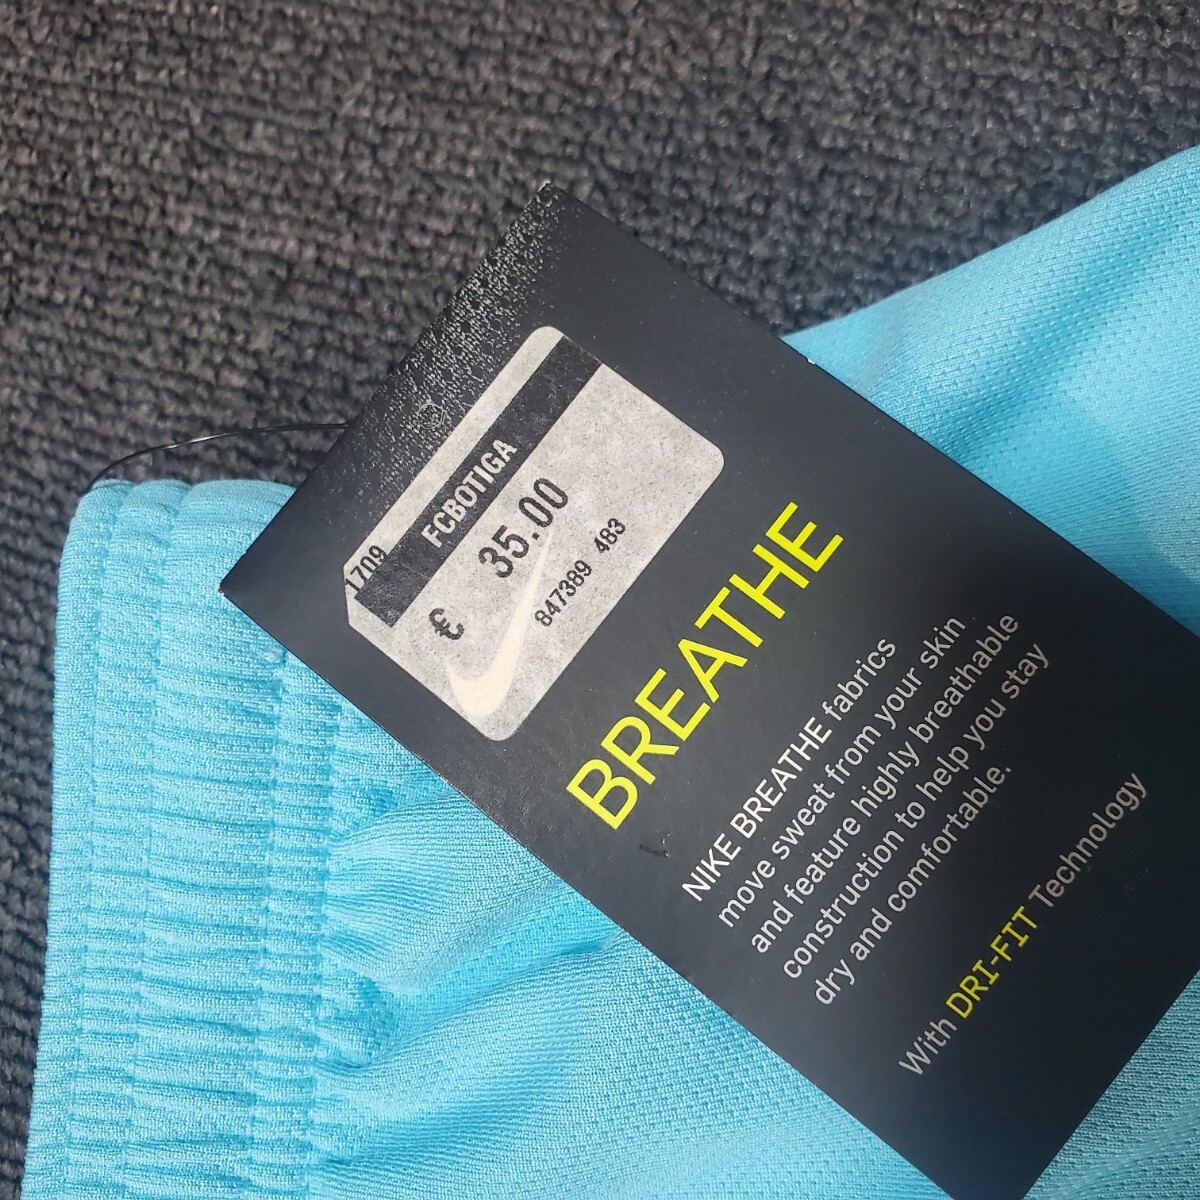 1709
FCBOTIGA
€ 35.00
847389 483
BREATHE
NIKE BREATHE fabrics
move sweat from your skin
and feature highly breathable
construction to help you stay
dry and comfortable.
With DRI-FIT Technology